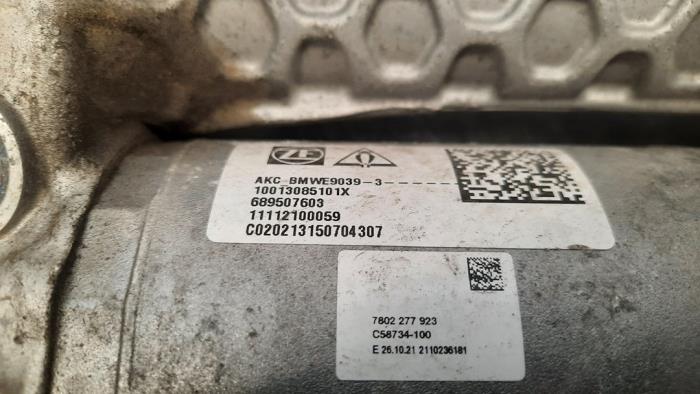 ZF
AKC-BMWE9039-3
10013085101X
689507603
11112100059
C020213150704307
7802 277 923
C58734-100
E 26.10.21 2110236181